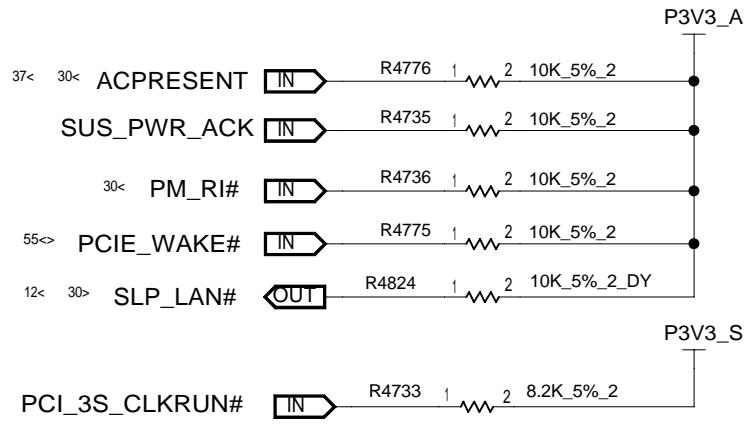 P3V3_A
37< 30< ACPRESENT IN R4776 1 2 10K_5%_2
SUS_PWR_ACK IN R4735 1 2 10K_5%_2
30< PM_RI# IN R4736 1 2 10K_5%_2
55<> PCIE_WAKE# IN R4775 1 2 10K_5%_2
12< 30> SLP_LAN# OUT R4824 1 2 10K_5%_2_DY
P3V3_S
PCI_3S_CLKRUN# IN R4733 1 2 8.2K_5%_2